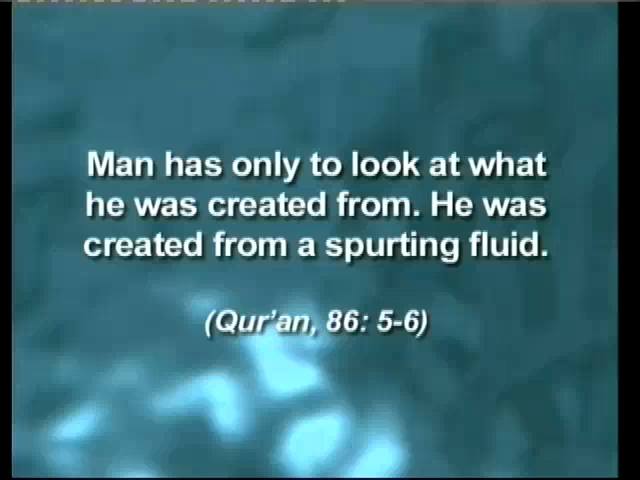 Man has only to look at what
he was created from. He was
created from a spurting fluid.
(Qur'an, 86: 5-6)